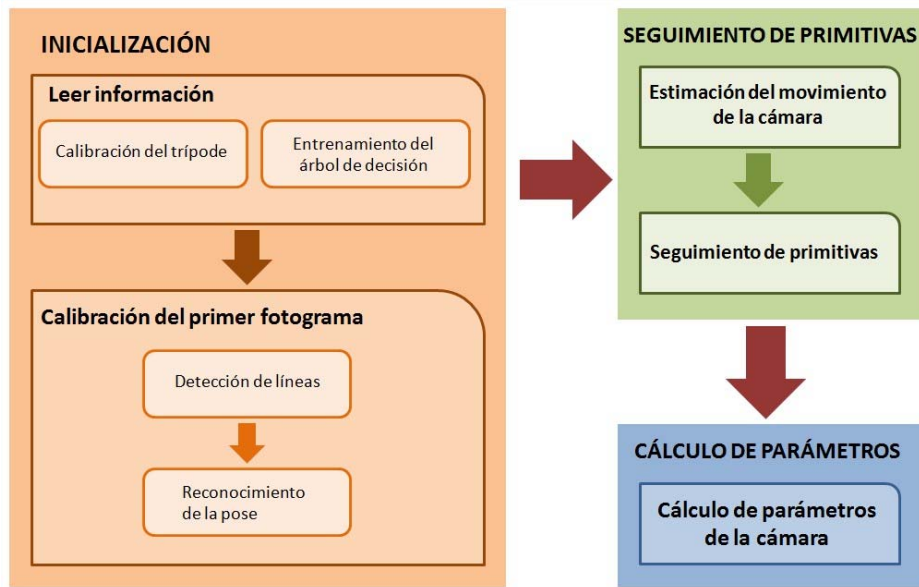 INICIALIZACIÓN
Leer información
Calibración del trípode
Entrenamiento del
árbol de decisión
Calibración del primer fotograma
Detección de líneas
Reconocimiento
de la pose
SEGUIMIENTO DE PRIMITIVAS
Estimación del movimiento
de la cámara
Seguimiento de primitivas
CÁLCULO DE PARÁMETROS
Cálculo de parámetros
de la cámara